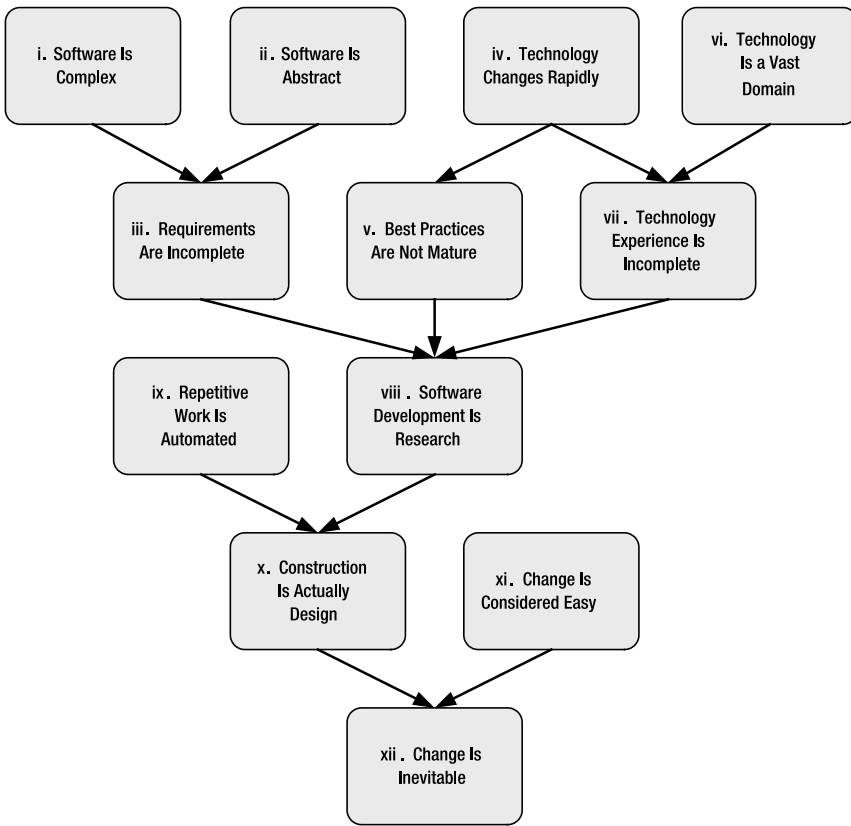 i. Software Is
Complex
ii. Software Is
Abstract
iv. Technology
Changes Rapidly
vi. Technology
Is a Vast
Domain
iii. Requirements
Are Incomplete
v. Best Practices
Are Not Mature
vii. Technology
Experience Is
Incomplete
ix. Repetitive
Work Is
Automated
viii. Software
Development Is
Research
x. Construction
Is Actually
Design
xi. Change Is
Considered Easy
xii. Change Is
Inevitable